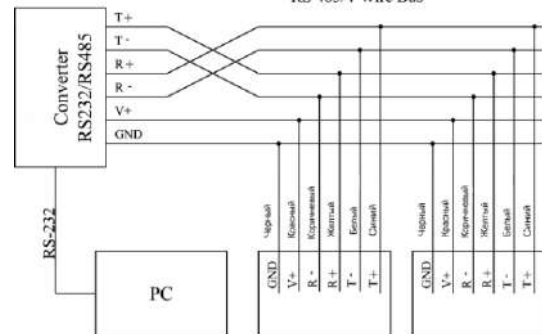 RS-485/4-Wire Bus
Converter
RS232/RS485
T+
T -
R +
R -
V+
GND
RS-232
PC
Черный
Красный
Коричневый
Желтый
Белый
Синий
GND
V+
R -
R +
T -
T +
Черный
Красный
Коричневый
Желтый
Белый
Синий
GND
V+
R -
R +
T -
T +